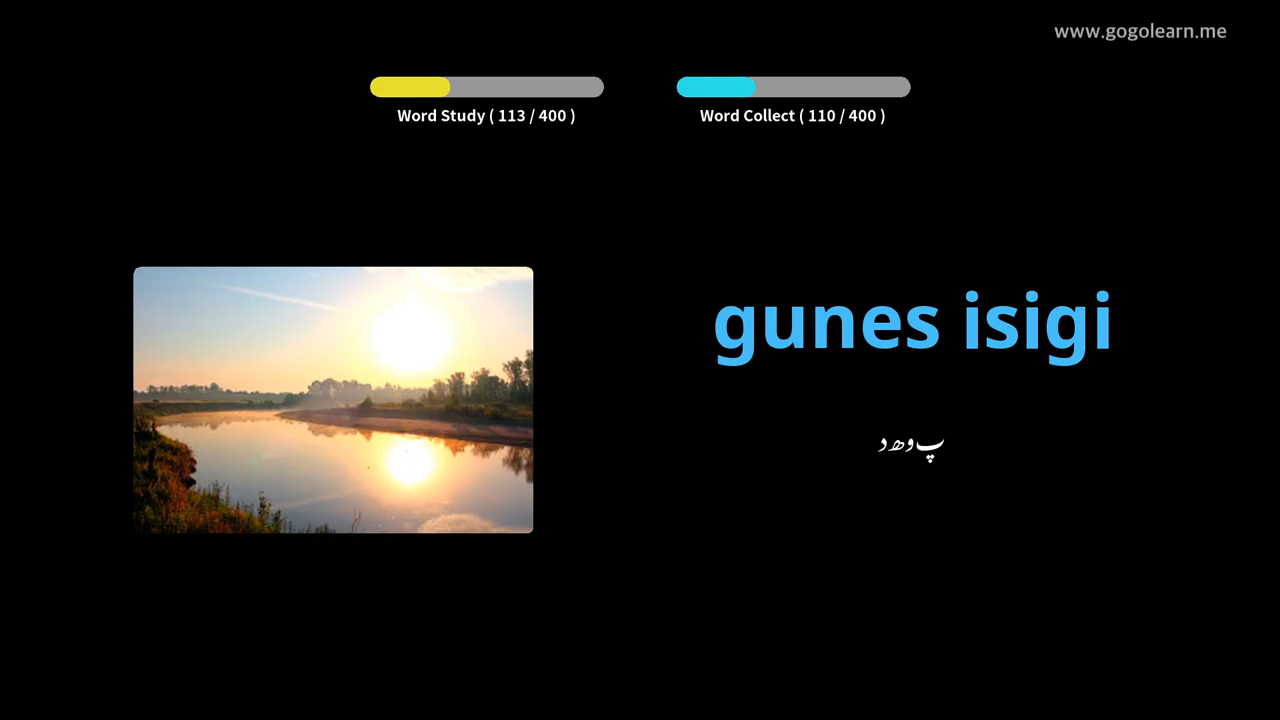 www.gogolearn.me
Word Study ( 113 / 400 )
Word Collect ( 110 / 400 )
gunes isigi
پوھد